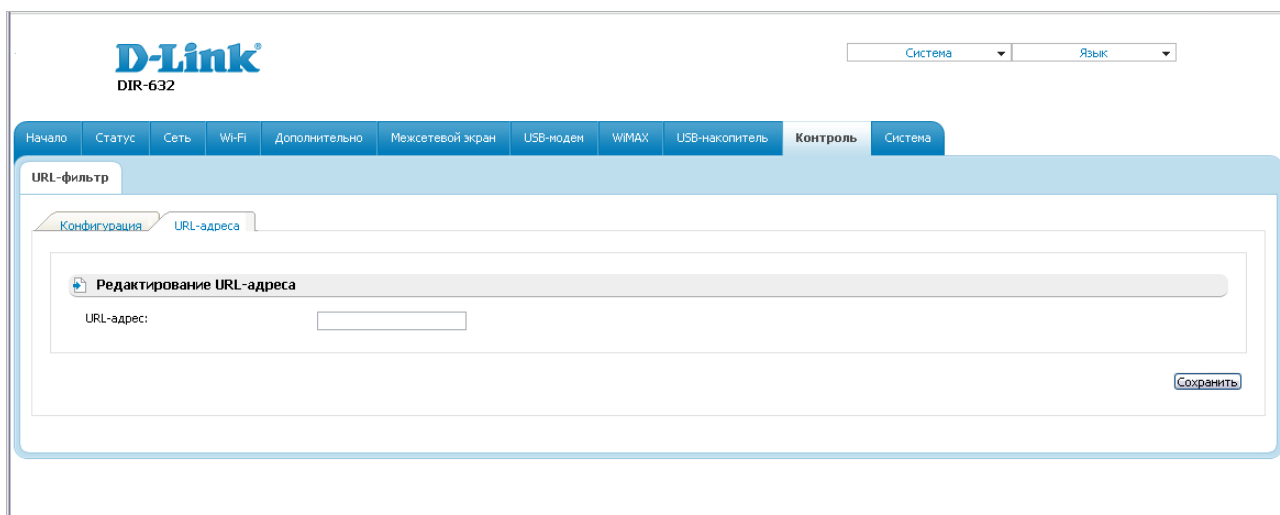 D-Link®
DIR-632
Система Язык
Начало Статус Сеть Wi-Fi Дополнительно Межсетевой экран USB-модем WiMAX USB-накопитель Контроль Система
URL-фильтр
Конфигурация URL-адреса
Редактирование URL-адреса
URL-адрес:
Сохранить